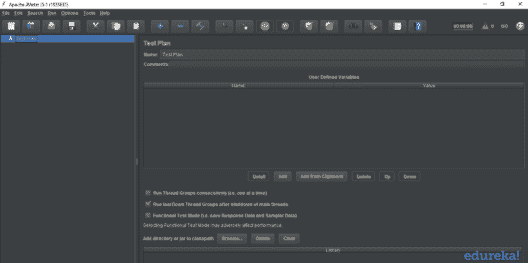 Apache JMeter (5.1 r1853635)
File Edit Search Run Options Tools Help
00:00:00 0 0/0
Test Plan
Test Plan
Name: Test Plan
Comments:
User Defined Variables
Name: Value
Detail Add Add from Clipboard Delete Up Down
Run Thread Groups consecutively (i.e. one at a time)
Run tearDown Thread Groups after shutdown of main threads
Functional Test Mode (i.e. save Response Data and Sampler Data)
Selecting Functional Test Mode may adversely affect performance.
Add directory or jar to classpath Browse... Delete Clear
Library
edureka!